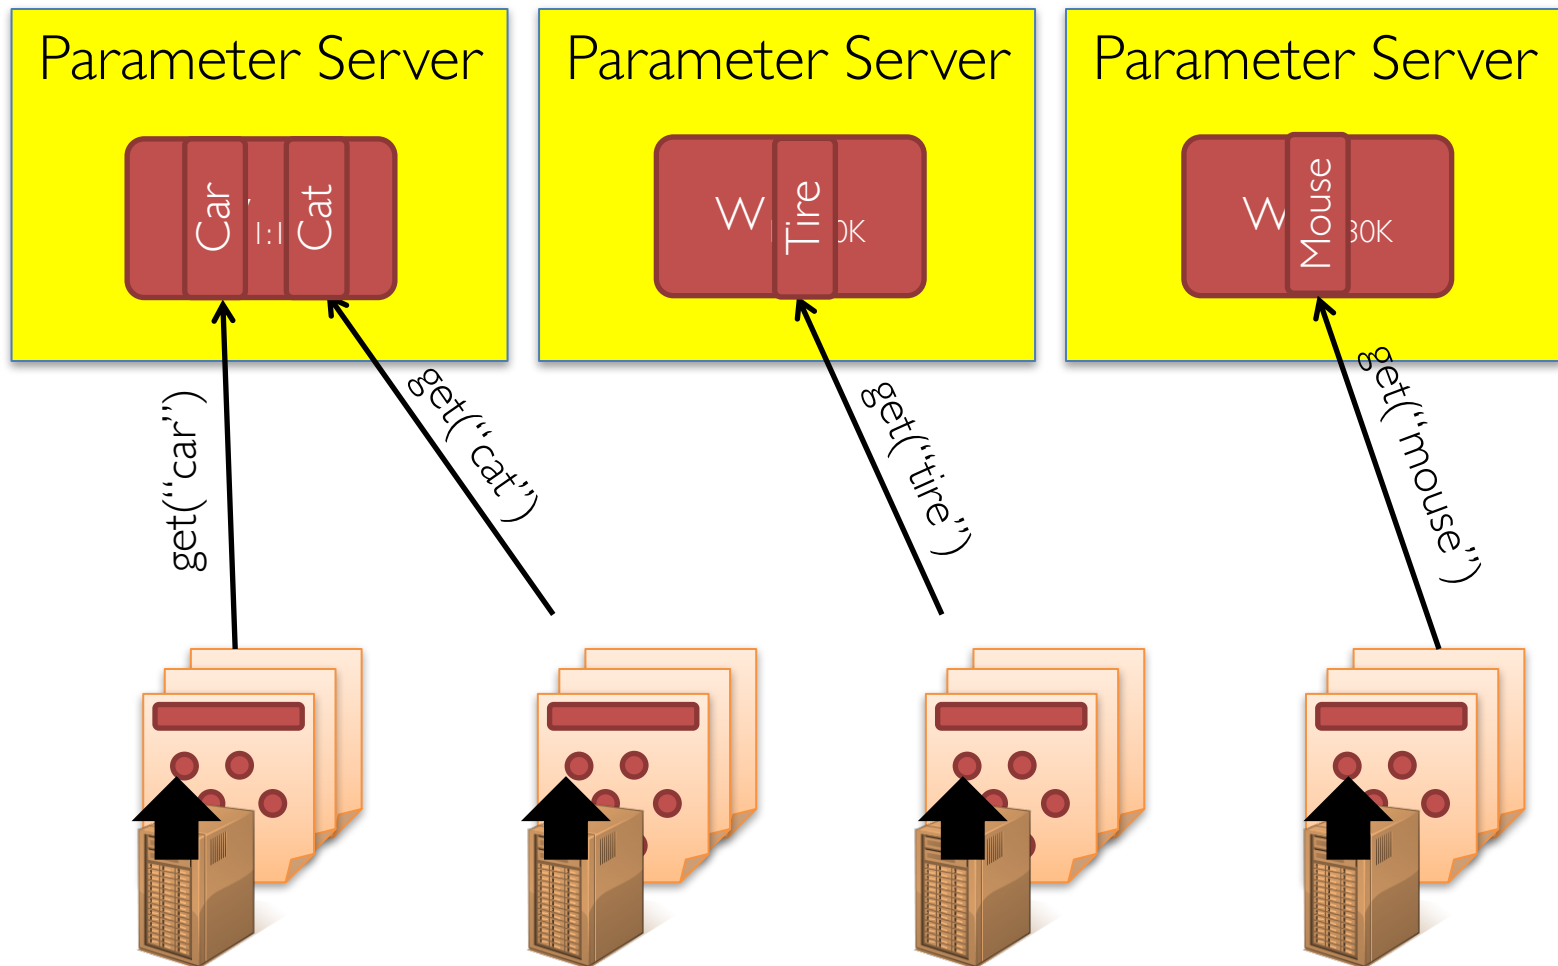 Parameter Server
Parameter Server
Parameter Server
Car
Cat
W
Tire
W
Mouse
get(“car”)
get(“cat”)
get(“tire”)
get(“mouse”)